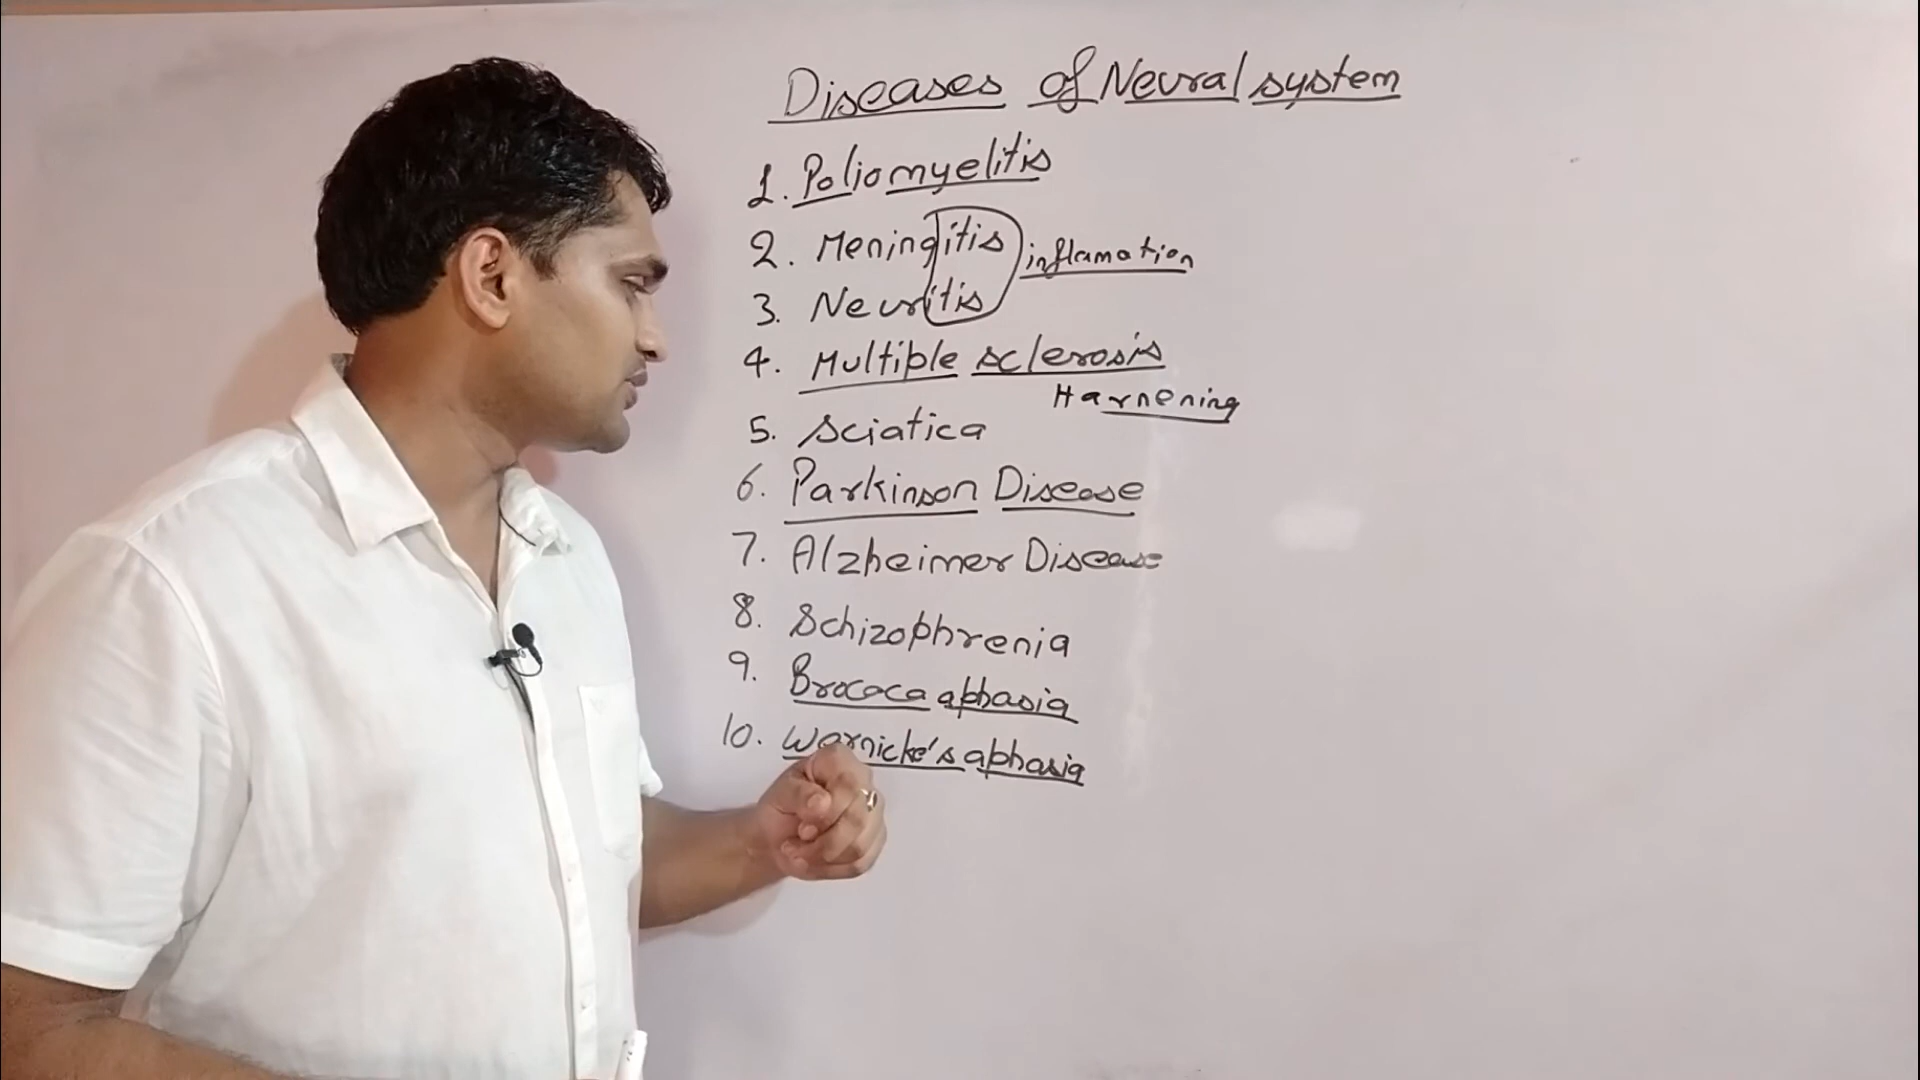 Diseases of Neural system
1. Poliomyelitis
2. Meningitis inflamation
3. Neuritis
4. Multiple sclerosis
Harnening
5. Sciatica
6. Parkinson Disease
7. Alzheimer Disease
8. Schizophrenia
9. Brococa aphasia
10. Wernicke's aphasia